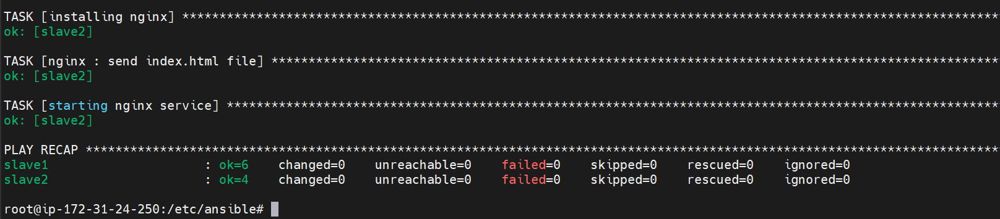 TASK [installing nginx] **************************************************************************************************************
ok: [slave2]
TASK [nginx : send index.html file] **************************************************************************************************
ok: [slave2]
TASK [starting nginx service] ********************************************************************************************************
ok: [slave2]
PLAY RECAP ***************************************************************************************************************************
slave1                     : ok=6    changed=0    unreachable=0    failed=0    skipped=0    rescued=0    ignored=0
slave2                     : ok=4    changed=0    unreachable=0    failed=0    skipped=0    rescued=0    ignored=0
root@ip-172-31-24-250:/etc/ansible#